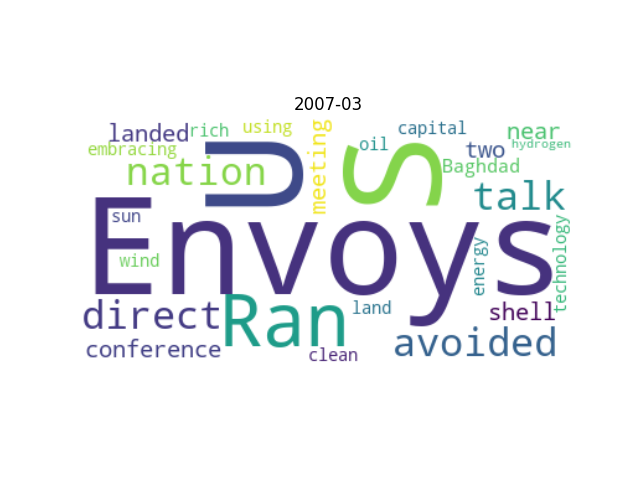 2007-03
landed rich using meeting oil capital near
embracing nation U S Baghdad two hydrogen
talk
sun wind Envoys energy technology
direct Ran land shell
conference clean avoided